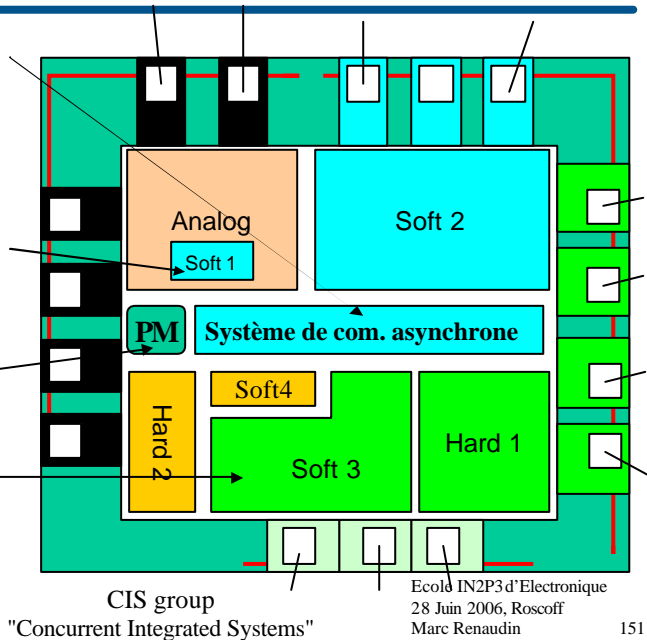 Analog
Soft 1
Soft 2
PM
Système de com. asynchrone
Hard 2
Soft4
Soft 3
Hard 1
CIS group
"Concurrent Integrated Systems"
Ecole IN2P3 d'Electronique
28 Juin 2006, Roscoff
Marc Renaudin 151